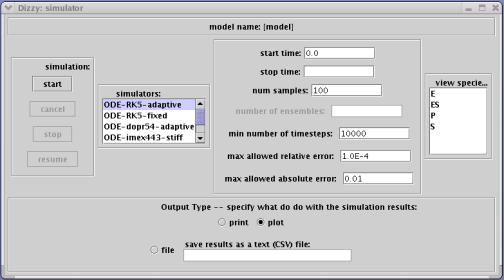 Dizzy: simulator
model name: [model]
simulation:
start
cancel
stop
resume
simulators:
ODE-RK5-adaptive
ODE-RK5-fixed
ODE-dopr54-adaptive
ODE-imex443-stiff
start time: 0.0
stop time:
num samples: 100
number of ensembles:
min number of timesteps: 10000
max allowed relative error: 1.0E-4
max allowed absolute error: 0.01
view specie...
E
ES
P
S
Output Type -- specify what do do with the simulation results:
print plot
file save results as a text (CSV) file: